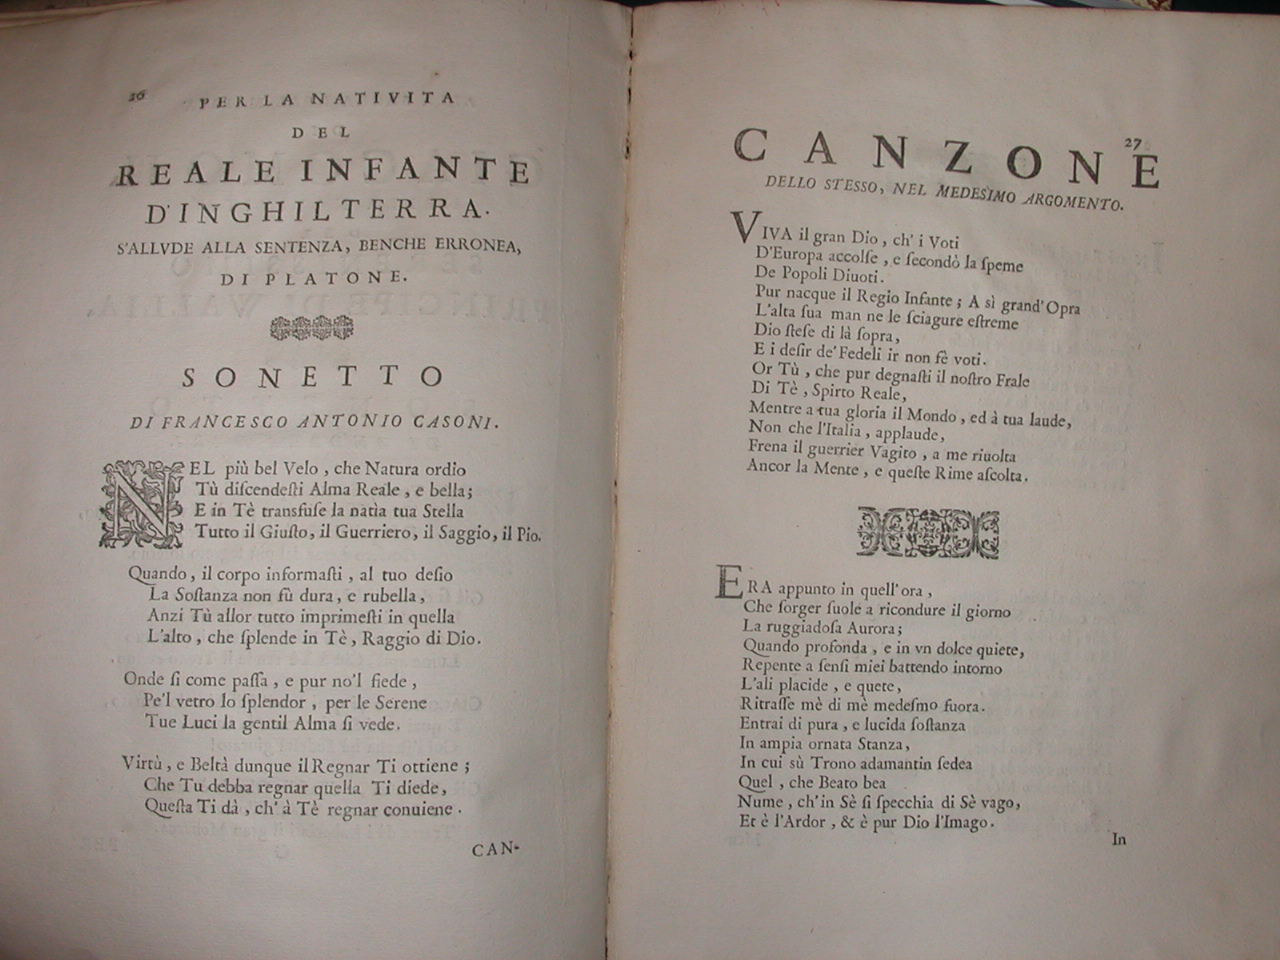 26
PER LA NATIVITA
DEL
REALE INFANTE
D'INGHILTERRA.
S'ALLVDE ALLA SENTENZA, BENCHE ERRONEA,
DI PLATONE.
SONETTO
DI FRANCESCO ANTONIO CASONI.
NEL più bel Velo, che Natura ordio
Tù diſcendeſti Alma Reale, e bella;
E in Tè transfuſe la natìa tua Stella
Tutto il Giuſto, il Guerriero, il Saggio, il Pio.
Quando, il corpo informaſti, al tuo deſio
La Soſtanza non fù dura, e rubella,
Anzi Tù allor tutto imprimeſti in quella
L'alto, che ſplende in Tè, Raggio di Dio.
Onde ſi come paſſa, e pur no'l fiede,
Pe'l vetro lo ſplendor, per le Serene
Tue Luci la gentil Alma ſi vede.
Virtù, e Beltà dunque il Regnar Ti ottiene;
Che Tu debba regnar quella Ti diede,
Queſta Ti dà, ch' à Tè regnar conuiene.
CAN-
27
CANZONE
DELLO STESSO, NEL MEDESIMO ARGOMENTO.
VIVA il gran Dio, ch' i Voti
D'Europa accolſe, e ſecondò la ſpeme
De Popoli Diuoti.
Pur nacque il Regio Infante; A sì grand'Opra
L'alta ſua man ne le ſciagure eſtreme
Dio ſteſe di là ſopra,
E i deſir de' Fedeli ir non fè voti.
Or Tù, che pur degnaſti il noſtro Frale
Di Tè, Spirto Reale,
Mentre a tua gloria il Mondo, ed à tua laude,
Non che l'Italia, applaude,
Frena il guerrier Vagito, a me riuolta
Ancor la Mente, e queſte Rime aſcolta.
ERA appunto in quell'ora,
Che ſorger ſuole a ricondure il giorno
La ruggiadoſa Aurora;
Quando profonda, e in vn dolce quiete,
Repente a ſenſi miei battendo intorno
L'ali placide, e quete,
Ritraſſe mè di mè medeſmo fuora.
Entrai di pura, e lucida ſoſtanza
In ampia ornata Stanza,
In cui sù Trono adamantin ſedea
Quel, che Beato bea
Nume, ch'in Sè ſi ſpecchia di Sè vago,
Et è l'Ardor, & è pur Dio l'Imago.
In